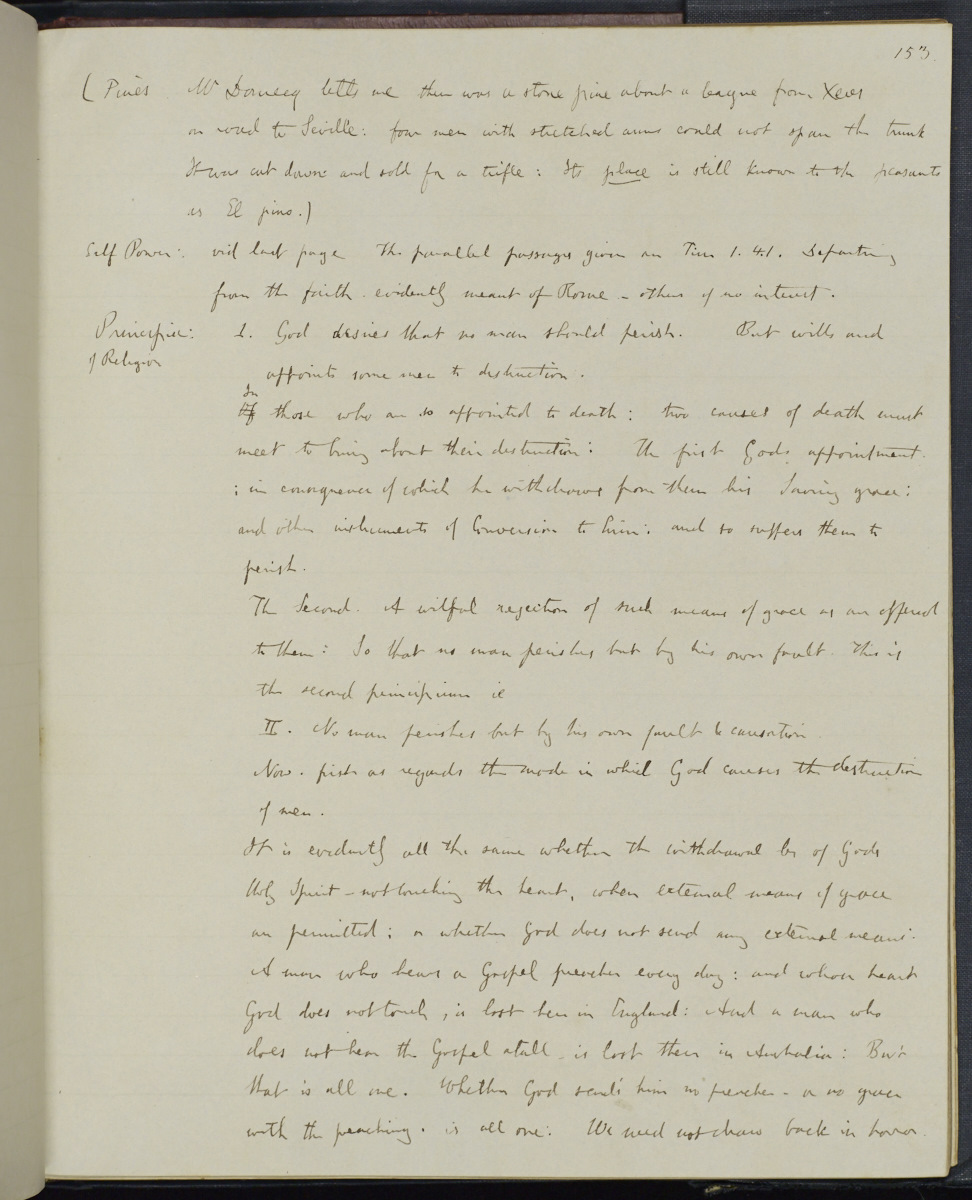 153
( Pines Mr Domecq tells me there was a stone pine about a league from Xeres
on road to Seville: four men with stretched arms could not span the trunk
It was cut down and sold for a trifle: Its place is still known to the peasants
as El pino.)
Self Power: vid last page The parallel passages given are Tim 1.4.1. Departing
from the faith evidently meant of Rome - others of no interest.
Principia: 1. God desires that no man should perish. But wills and
of Religion
appoints some men to destruction.
In
Of those who are so appointed to death: two causes of death must
meet to bring about their destruction: The first Gods appointment
; in consequence of which he withdraws from them his Saving grace:
and other instruments of Conversion to him: and so suffers them to
perish.
The Second. A wilful rejection of such means of grace as are offered
to them: So that no man perishes but by his own fault. This is
the second principium ie
II. No man perishes but by his own fault & causation.
Now. first as regards the mode in which God causes the destruction
of men.
It is evidently all the same whether the withdrawal be of Gods
Holy Spirit - not touching the heart, when external means of grace
are permitted; or whether God does not send any external means.
A man who hears a Gospel preacher every day: and whose heart
God does not touch, is lost here in England: And a man who
does not hear the Gospel atall - is lost there in Australia: But
that is all one. Whether God sends him no preacher - or no grace
with the preaching. is all one: We need not draw back in horror.